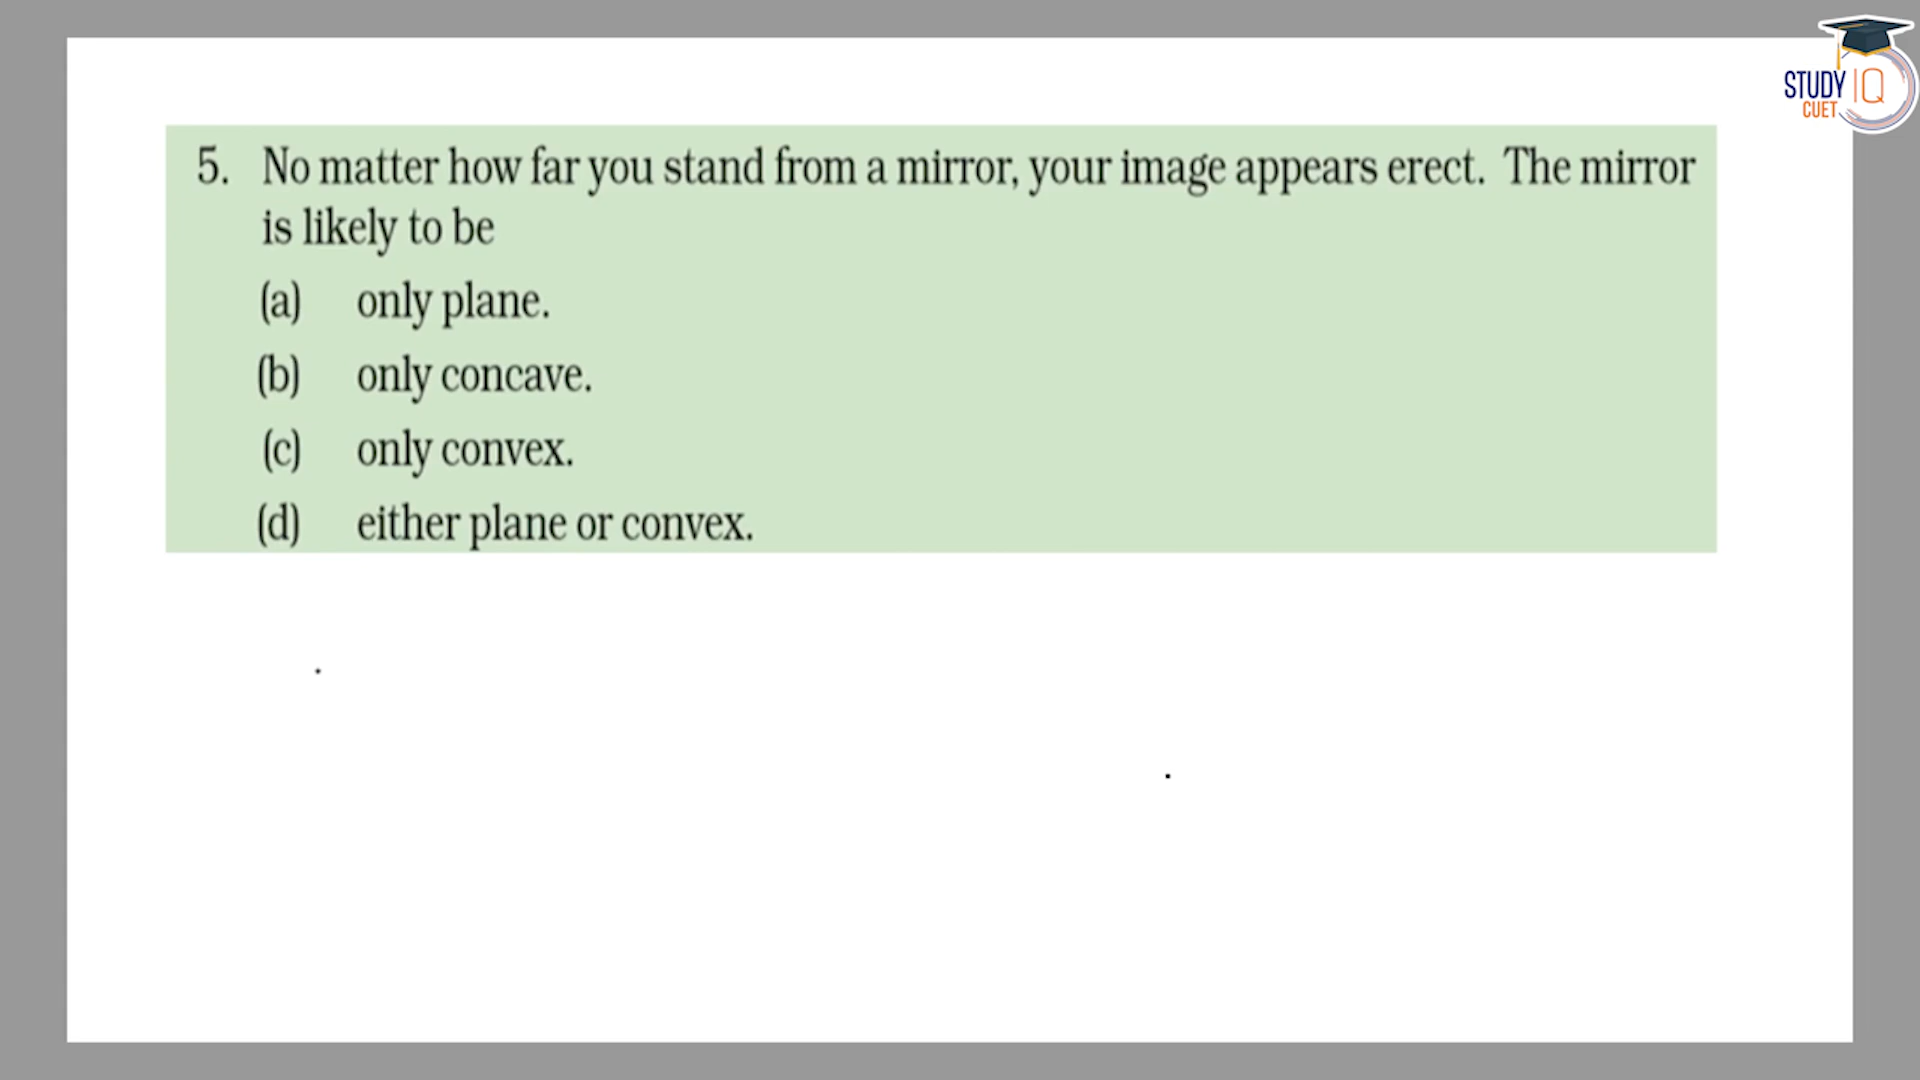 STUDY IQ
CUET
5. No matter how far you stand from a mirror, your image appears erect. The mirror
is likely to be
(a) only plane.
(b) only concave.
(c) only convex.
(d) either plane or convex.